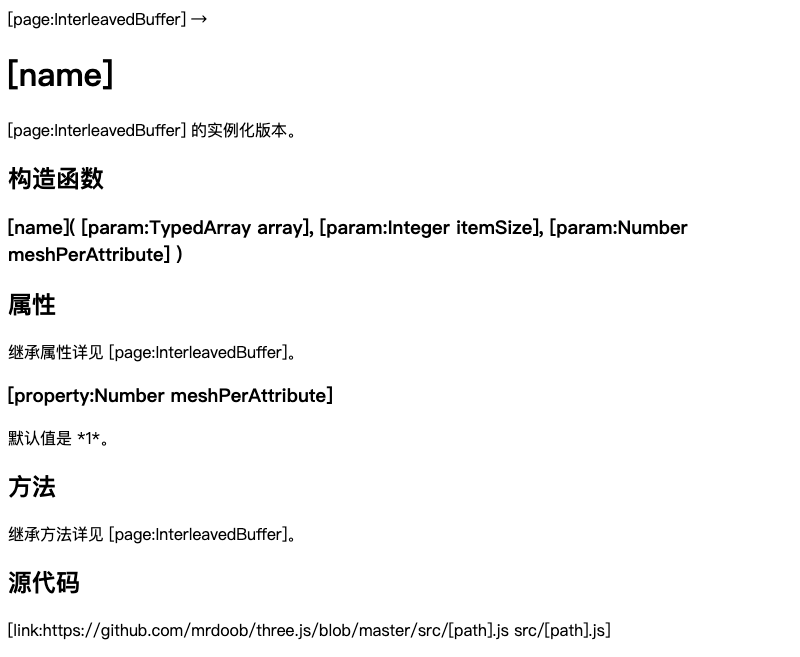 [page:InterleavedBuffer] →
[name]
[page:InterleavedBuffer] 的实例化版本。
构造函数
[name]( [param:TypedArray array], [param:Integer itemSize], [param:Number
meshPerAttribute] )
属性
继承属性详见 [page:InterleavedBuffer]。
[property:Number meshPerAttribute]
默认值是 *1*。
方法
继承方法详见 [page:InterleavedBuffer]。
源代码
[link:https://github.com/mrdoob/three.js/blob/master/src/[path].js src/[path].js]